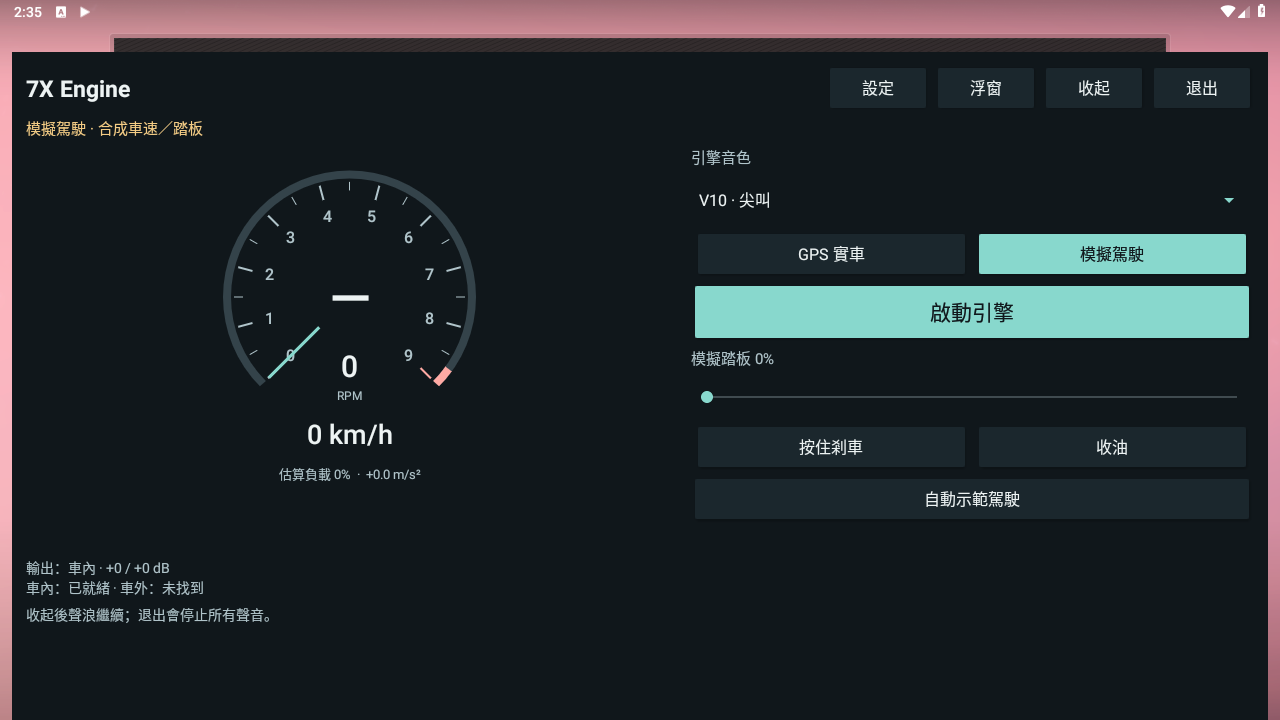 2:35
7X Engine
設定
浮窗
收起
退出
模擬駕駛 · 合成車速／踏板
0
1
2
3
4
5
6
7
8
9
—
0
RPM
0 km/h
估算負載 0% · +0.0 m/s²
引擎音色
V10 · 尖叫
GPS 實車
模擬駕駛
啟動引擎
模擬踏板 0%
按住剎車
收油
自動示範駕駛
輸出：車內 · +0 / +0 dB
車內：已就緒 · 車外：未找到
收起後聲浪繼續；退出會停止所有聲音。